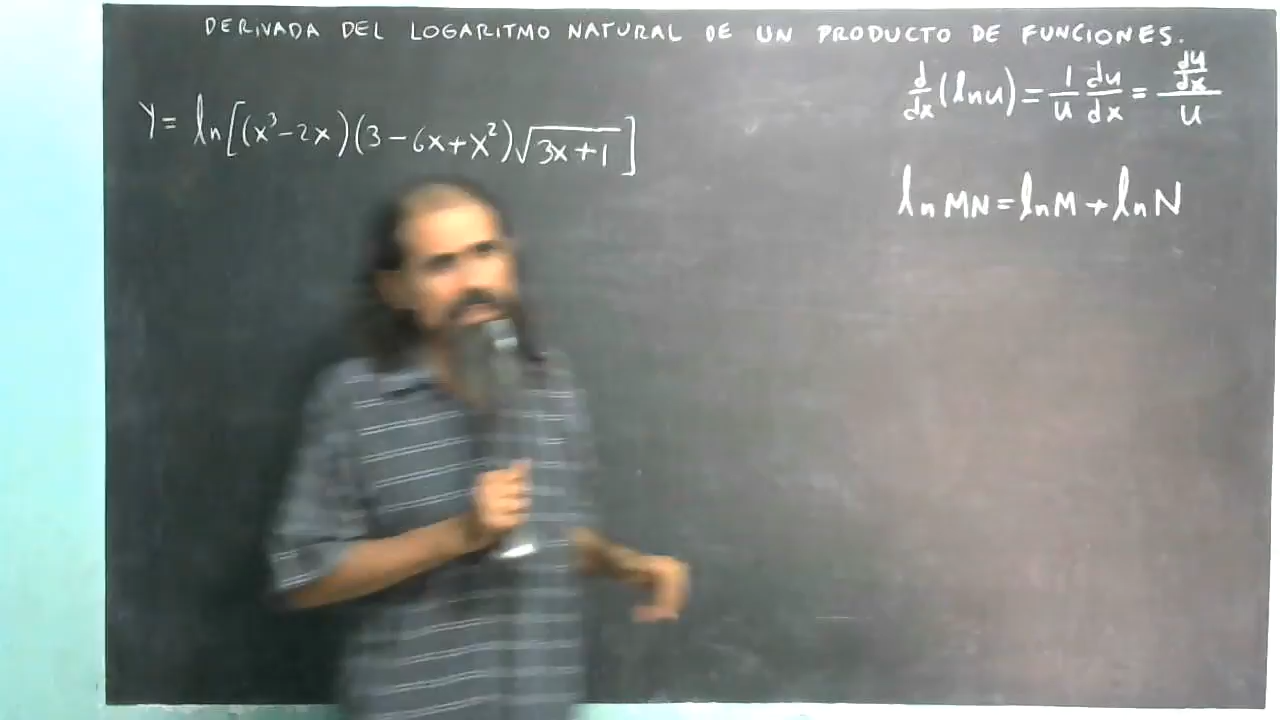 DERIVADA DEL LOGARITMO NATURAL DE UN PRODUCTO DE FUNCIONES.
y = ln[(x³-2x)(3-6x+x²)√(3x+1)]
d/dx (ln u) = 1/u du/dx = (du/dx)/u
ln MN = ln M + ln N